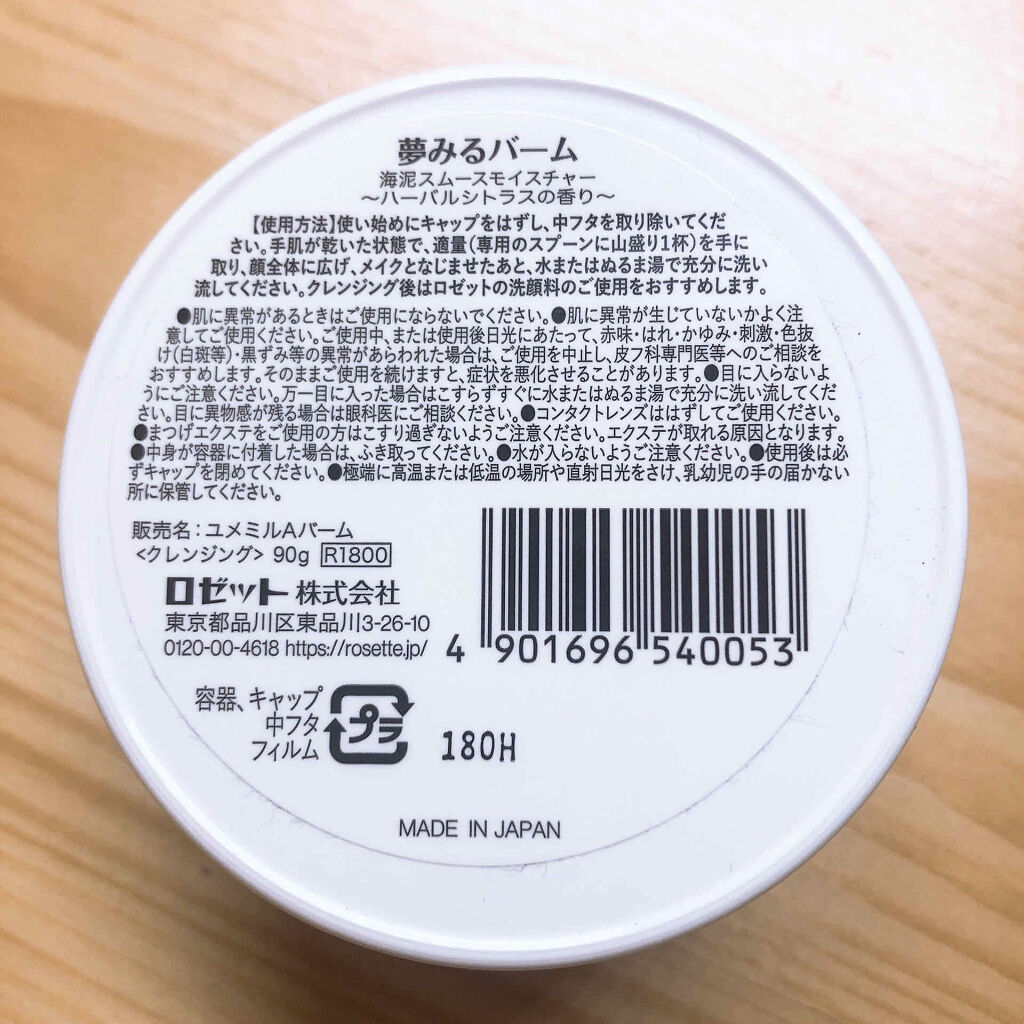 夢みるバーム
海泥スムースモイスチャー
～ハーバルシトラスの香り～
【使用方法】使い始めにキャップをはずし、中フタを取り除いてくだ
さい。手肌が乾いた状態で、適量(専用のスプーンに山盛り1杯)を手に
取り、顔全体に広げ、メイクとなじませたあと、水またはぬるま湯で充分に洗い
流してください。クレンジング後はロゼットの洗顔料のご使用をおすすめします。
●肌に異常があるときはご使用にならないでください。●肌に異常が生じていないかよく注
意してご使用ください。ご使用中、または使用後日光にあたって、赤味・はれ・かゆみ・刺激・色抜
け(白斑等)・黒ずみ等の異常があらわれた場合は、ご使用を中止し、皮フ科専門医等へのご相談を
おすすめします。そのままご使用を続けますと、症状を悪化させることがあります。●目に入らないよ
うにご注意ください。万一目に入った場合はこすらずすぐに水またはぬるま湯で充分に洗い流してくだ
さい。目に異物感が残る場合は眼科医にご相談ください。●コンタクトレンズははずしてご使用ください。
●まつげエクステをご使用の方はこすり過ぎないようご注意ください。エクステが取れる原因となります。
●中身が容器に付着した場合は、ふき取ってください。●水が入らないようご注意ください。●使用後は必
ずキャップを閉めてください。●極端に高温または低温の場所や直射日光をさけ、乳幼児の手の届かない
所に保管してください。
販売名：ユメミルAバーム
<クレンジング> 90g R1800
ロゼット株式会社
東京都品川区東品川3-26-10
0120-00-4618 https://rosette.jp/
4 901696 540053
容器、キャップ
中フタ
フィルム
プラ
180H
MADE IN JAPAN